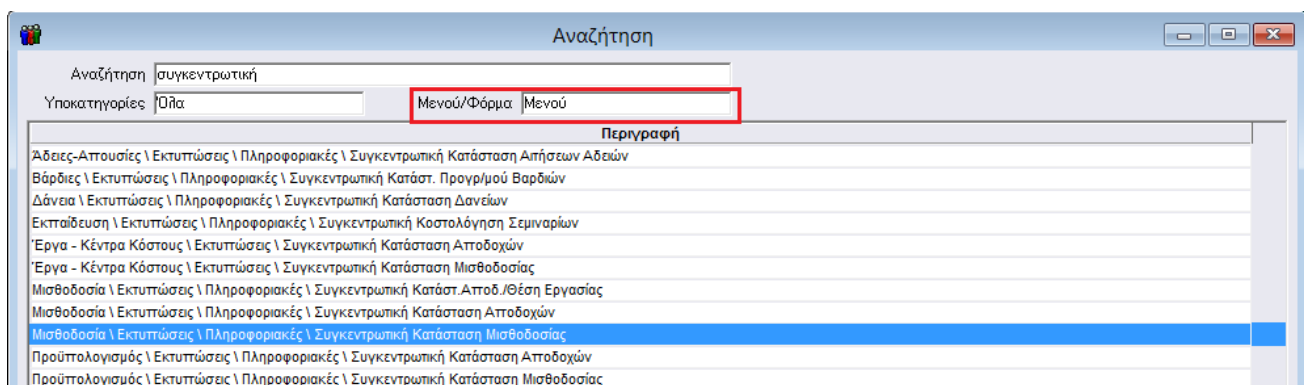 Αναζήτηση
Αναζήτηση συγκεντρωτική
Υποκατηγορίες Όλα Μενού/Φόρμα Μενού
Περιγραφή
Άδειες-Απουσίες \ Εκτυπώσεις \ Πληροφοριακές \ Συγκεντρωτική Κατάσταση Αιτήσεων Αδειών
Βάρδιες \ Εκτυπώσεις \ Πληροφοριακές \ Συγκεντρωτική Κατάστ. Προγρ/μού Βαρδιών
Δάνεια \ Εκτυπώσεις \ Πληροφοριακές \ Συγκεντρωτική Κατάσταση Δανείων
Εκπαίδευση \ Εκτυπώσεις \ Πληροφοριακές \ Συγκεντρωτική Κοστολόγηση Σεμιναρίων
Έργα - Κέντρα Κόστους \ Εκτυπώσεις \ Συγκεντρωτική Κατάσταση Αποδοχών
Έργα - Κέντρα Κόστους \ Εκτυπώσεις \ Συγκεντρωτική Κατάσταση Μισθοδοσίας
Μισθοδοσία \ Εκτυπώσεις \ Πληροφοριακές \ Συγκεντρωτική Κατάστ.Αποδ./Θέση Εργασίας
Μισθοδοσία \ Εκτυπώσεις \ Πληροφοριακές \ Συγκεντρωτική Κατάσταση Αποδοχών
Μισθοδοσία \ Εκτυπώσεις \ Πληροφοριακές \ Συγκεντρωτική Κατάσταση Μισθοδοσίας
Προϋπολογισμός \ Εκτυπώσεις \ Πληροφοριακές \ Συγκεντρωτική Κατάσταση Αποδοχών
Προϋπολογισμός \ Εκτυπώσεις \ Πληροφοριακές \ Συγκεντρωτική Κατάσταση Μισθοδοσίας